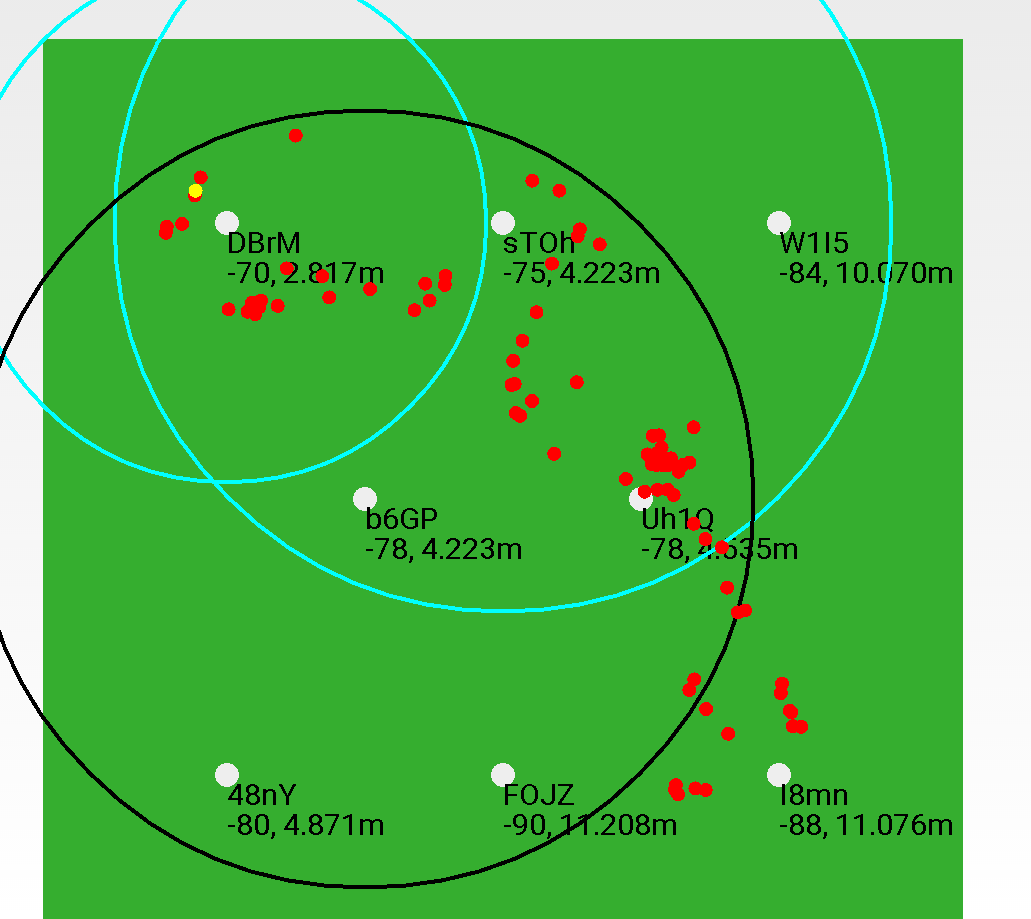 DBrM
-70, 2.817m
sTOh
-75, 4.223m
W1I5
-84, 10.070m
b6GP
-78, 4.223m
Uh1Q
-78, 4.535m
48nY
-80, 4.871m
FOJZ
-90, 11.208m
I8mn
-88, 11.076m